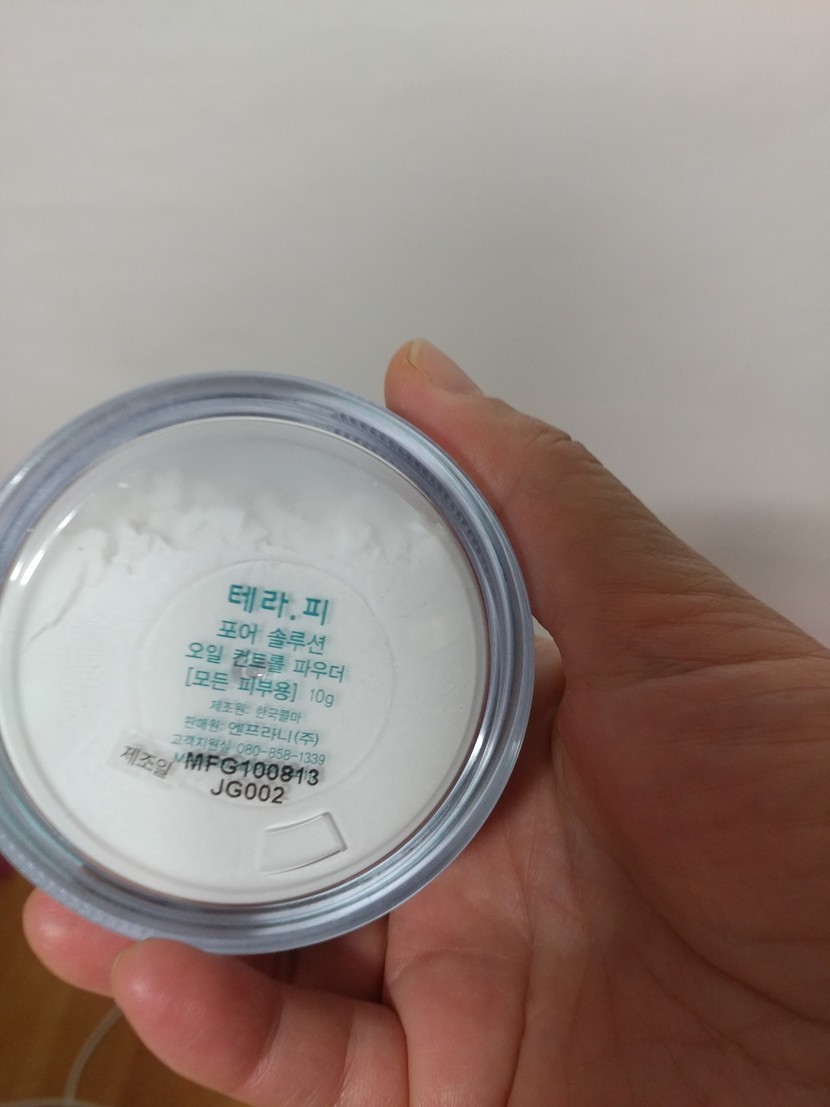 테라.피
포어 솔루션
오일 컨트롤 파우더
[모든 피부용] 10g
제조원: 한국콜마
판매원: 엔프라니(주)
고객지원실 080-858-1339
제조일 MFG100813
JG002